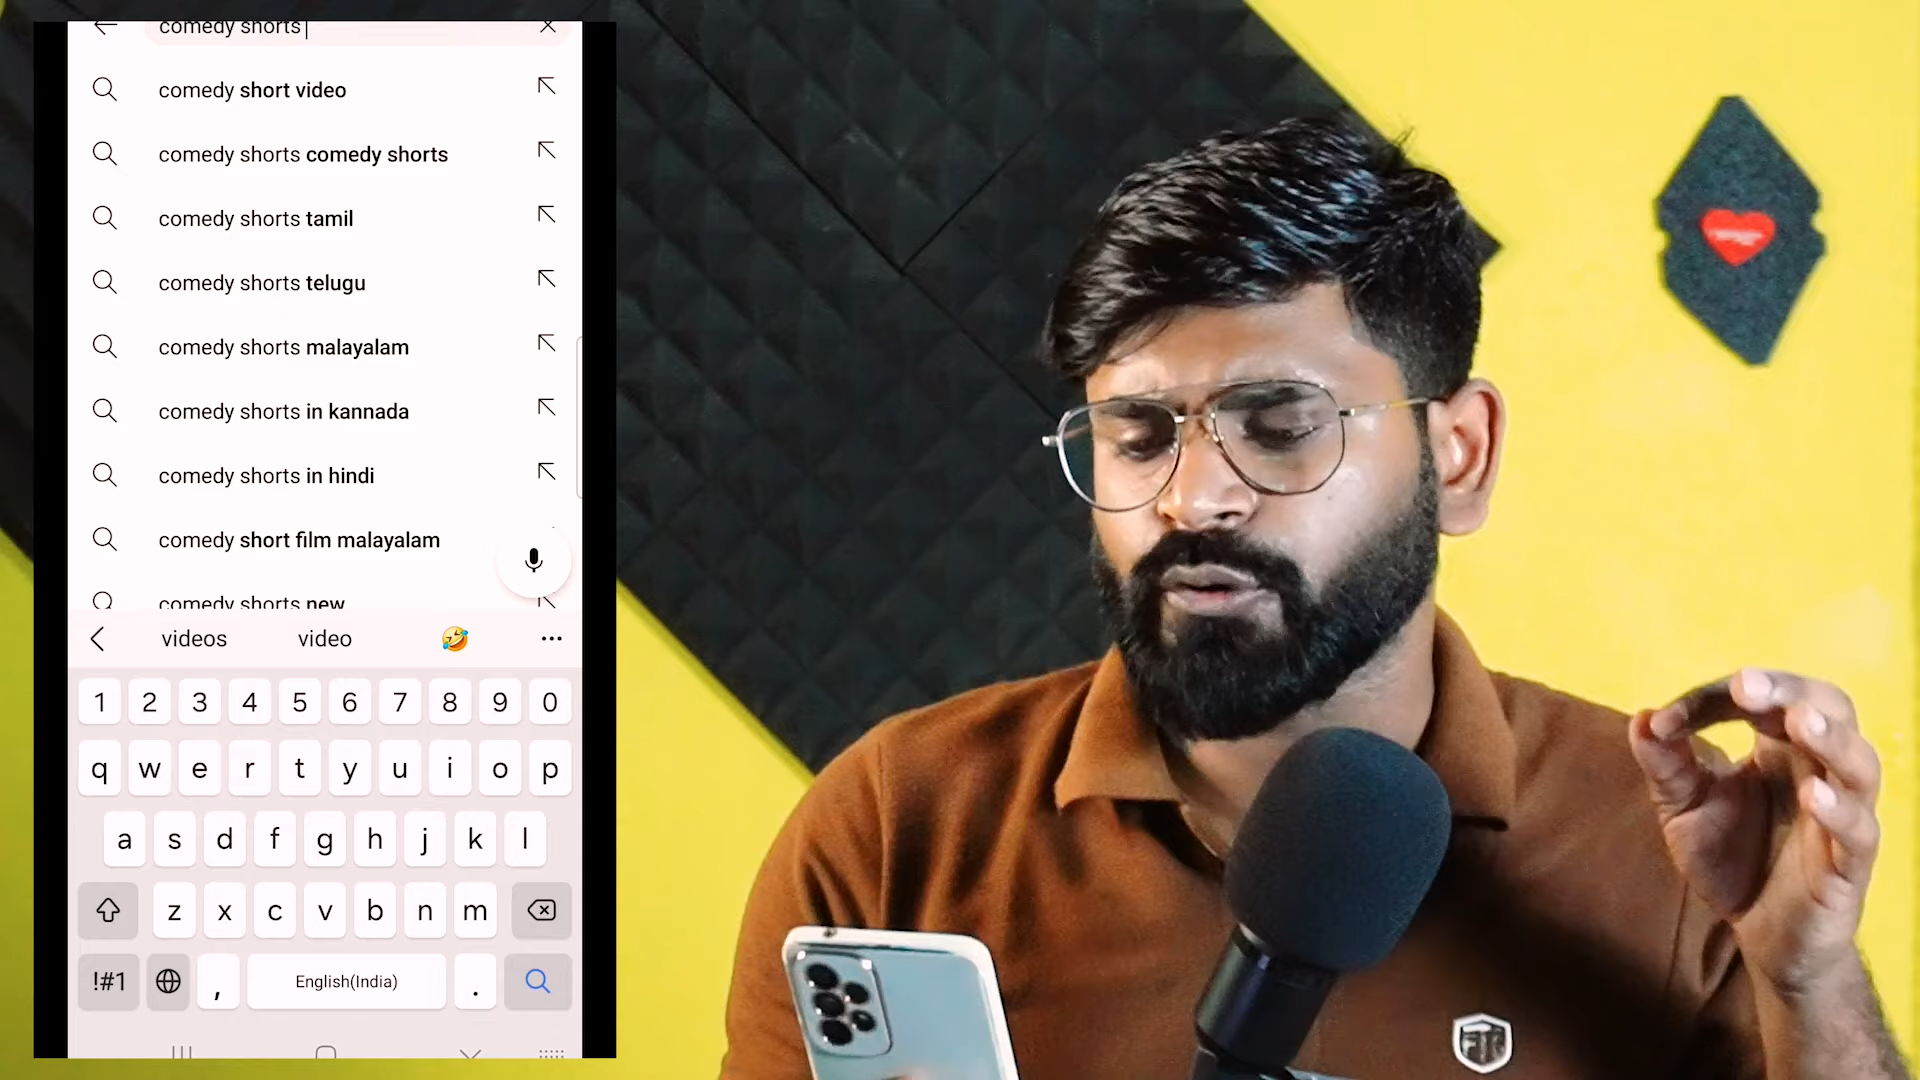 comedy shorts
comedy short video
comedy shorts comedy shorts
comedy shorts tamil
comedy shorts telugu
comedy shorts malayalam
comedy shorts in kannada
comedy shorts in hindi
comedy short film malayalam
comedy shorts new
videos video 🤣 ...
1 2 3 4 5 6 7 8 9 0
q w e r t y u i o p
a s d f g h j k l
z x c v b n m
!#1 , English(India) .